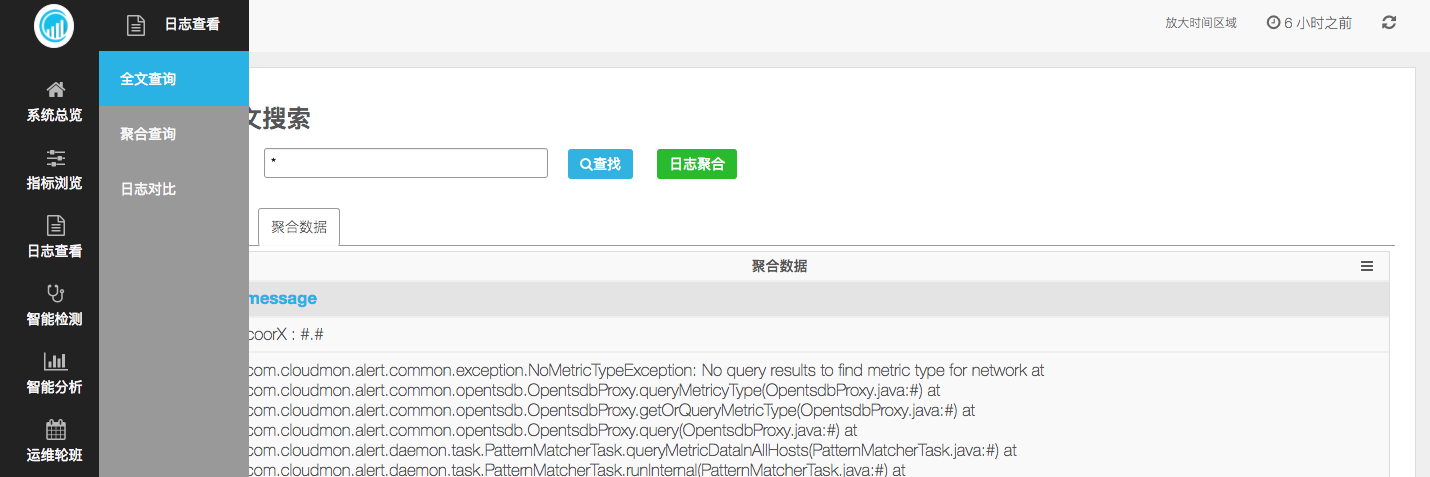 日志查看
放大时间区域
6 小时之前
系统总览
指标浏览
日志查看
智能检测
智能分析
运维轮班
全文查询
聚合查询
日志对比
文搜索
*
查找
日志聚合
聚合数据
聚合数据
message
coorX : #.#
com.cloudmon.alert.common.exception.NoMetricTypeException: No query results to find metric type for network at
com.cloudmon.alert.common.opentsdb.OpentsdbProxy.queryMetricyType(OpentsdbProxy.java:#) at
com.cloudmon.alert.common.opentsdb.OpentsdbProxy.getOrQueryMetricType(OpentsdbProxy.java:#) at
com.cloudmon.alert.common.opentsdb.OpentsdbProxy.query(OpentsdbProxy.java:#) at
com.cloudmon.alert.daemon.task.PatternMatcherTask.queryMetricDataInAllHosts(PatternMatcherTask.java:#) at
com.cloudmon.alert.daemon.task.PatternMatcherTask.runInternal(PatternMatcherTask.java:#) at